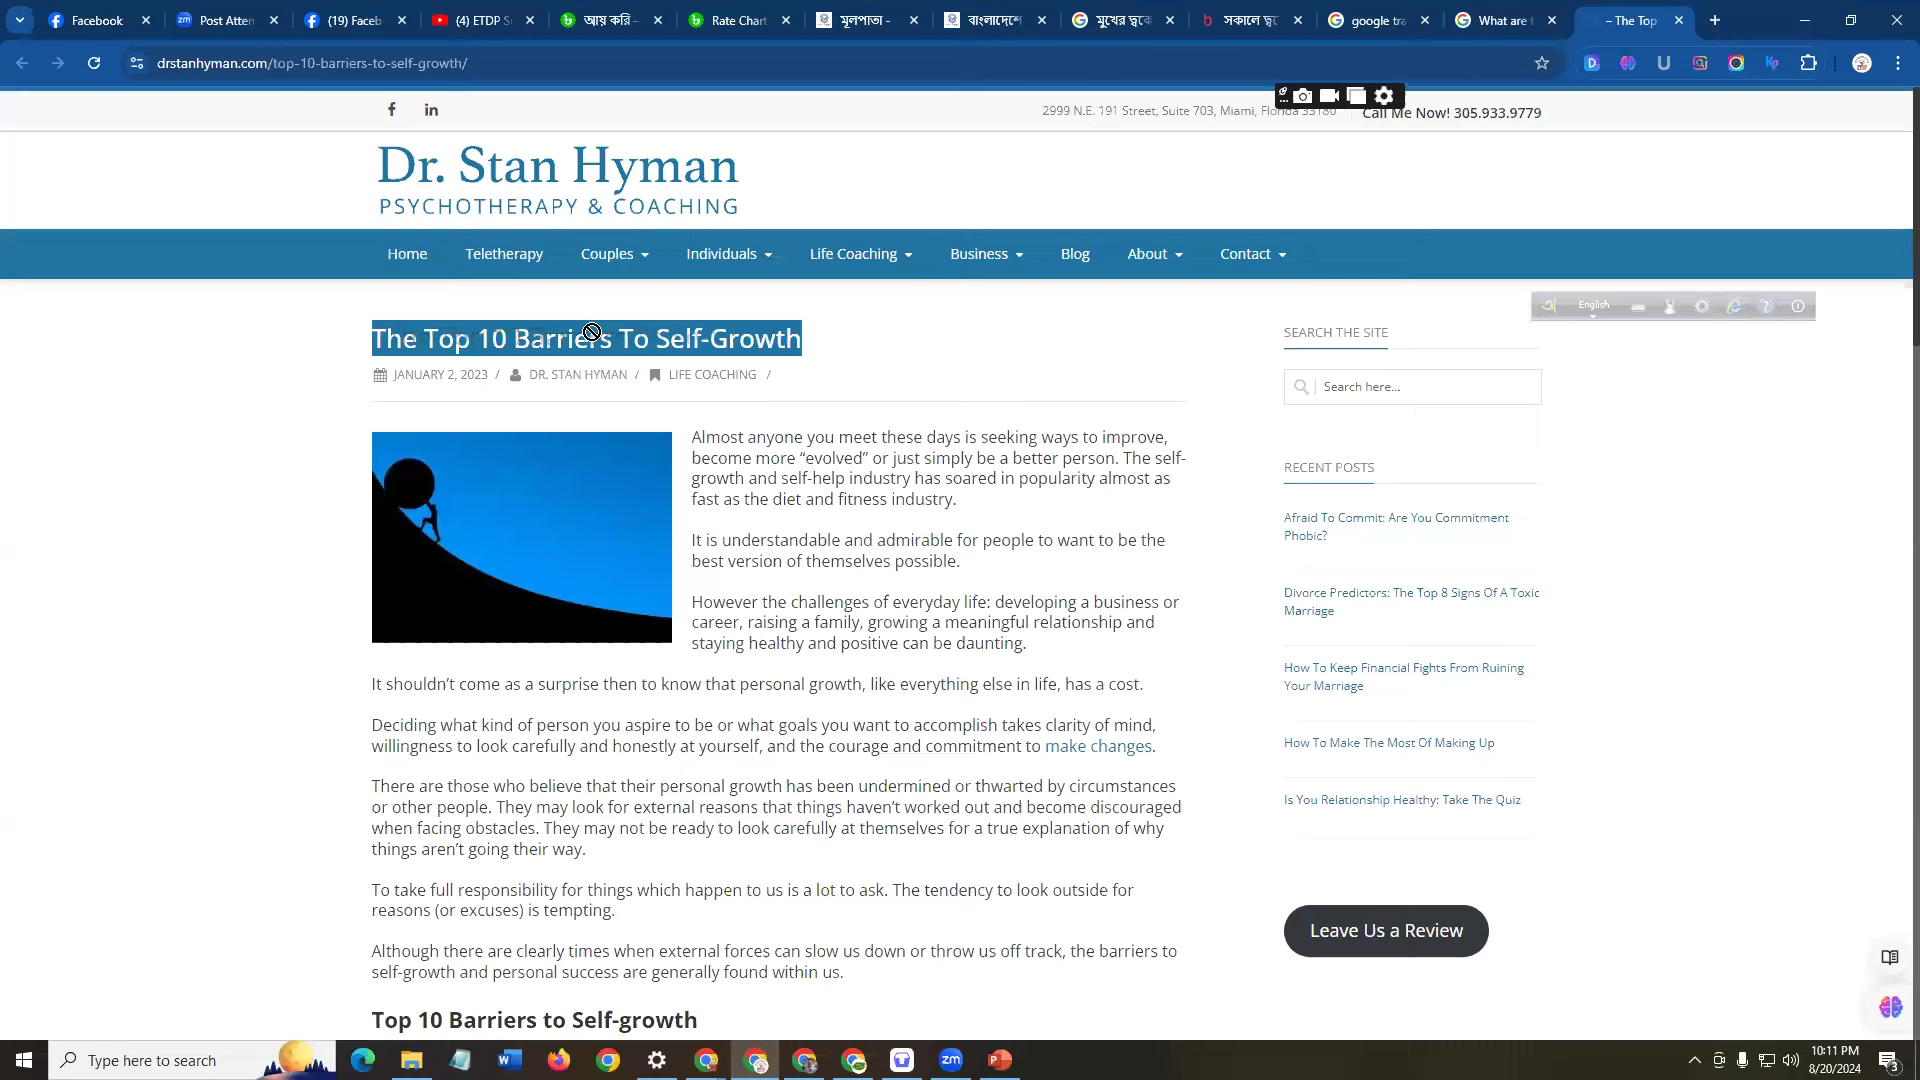 Facebook
Post Atten
(19) Faceb
(4) ETDP S
আয় করি -
Rate Chart
মূলপাতা -
বাংলাদেশে
মুখের ত্বকে
সকালে ত্ব
google tra
What are t
– The Top
drstanhyman.com/top-10-barriers-to-self-growth/
2999 N.E. 191 Street, Suite 703, Miami, Florida 33180
Call Me Now! 305.933.9779
Dr. Stan Hyman
PSYCHOTHERAPY & COACHING
Home
Teletherapy
Couples
Individuals
Life Coaching
Business
Blog
About
Contact
English
The Top 10 Barriers To Self-Growth
JANUARY 2, 2023 / DR. STAN HYMAN / LIFE COACHING /
Almost anyone you meet these days is seeking ways to improve,
become more “evolved” or just simply be a better person. The self-
growth and self-help industry has soared in popularity almost as
fast as the diet and fitness industry.
It is understandable and admirable for people to want to be the
best version of themselves possible.
However the challenges of everyday life: developing a business or
career, raising a family, growing a meaningful relationship and
staying healthy and positive can be daunting.
It shouldn’t come as a surprise then to know that personal growth, like everything else in life, has a cost.
Deciding what kind of person you aspire to be or what goals you want to accomplish takes clarity of mind,
willingness to look carefully and honestly at yourself, and the courage and commitment to make changes.
There are those who believe that their personal growth has been undermined or thwarted by circumstances
or other people. They may look for external reasons that things haven’t worked out and become discouraged
when facing obstacles. They may not be ready to look carefully at themselves for a true explanation of why
things aren’t going their way.
To take full responsibility for things which happen to us is a lot to ask. The tendency to look outside for
reasons (or excuses) is tempting.
Although there are clearly times when external forces can slow us down or throw us off track, the barriers to
self-growth and personal success are generally found within us.
Top 10 Barriers to Self-growth
SEARCH THE SITE
Search here...
RECENT POSTS
Afraid To Commit: Are You Commitment
Phobic?
Divorce Predictors: The Top 8 Signs Of A Toxic
Marriage
How To Keep Financial Fights From Ruining
Your Marriage
How To Make The Most Of Making Up
Is You Relationship Healthy: Take The Quiz
Leave Us a Review
Type here to search
10:11 PM
8/20/2024
3